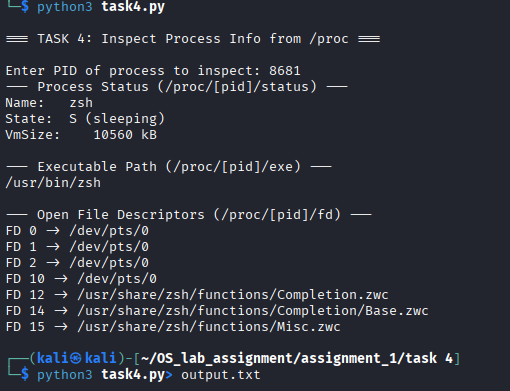 └─$ python3 task4.py
=== TASK 4: Inspect Process Info from /proc ===
Enter PID of process to inspect: 8681
--- Process Status (/proc/[pid]/status) ---
Name:   zsh
State:  S (sleeping)
VmSize:    10560 kB
--- Executable Path (/proc/[pid]/exe) ---
/usr/bin/zsh
--- Open File Descriptors (/proc/[pid]/fd) ---
FD 0 → /dev/pts/0
FD 1 → /dev/pts/0
FD 2 → /dev/pts/0
FD 10 → /dev/pts/0
FD 12 → /usr/share/zsh/functions/Completion.zwc
FD 14 → /usr/share/zsh/functions/Completion/Base.zwc
FD 15 → /usr/share/zsh/functions/Misc.zwc
┌──(kali㉿kali)-[~/OS_lab_assignment/assignment_1/task 4]
└─$ python3 task4.py> output.txt